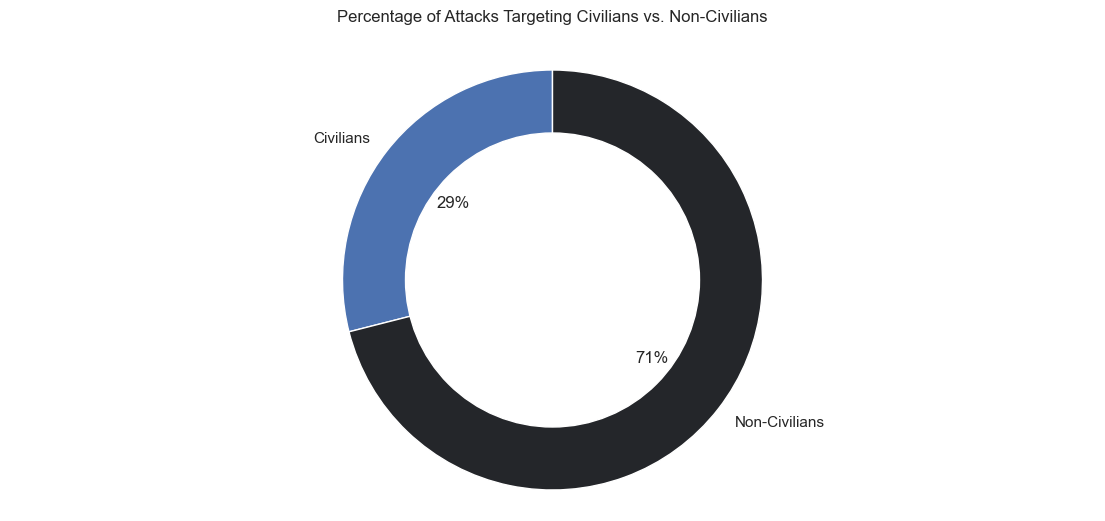 Percentage of Attacks Targeting Civilians vs. Non-Civilians
Civilians
29%
71%
Non-Civilians